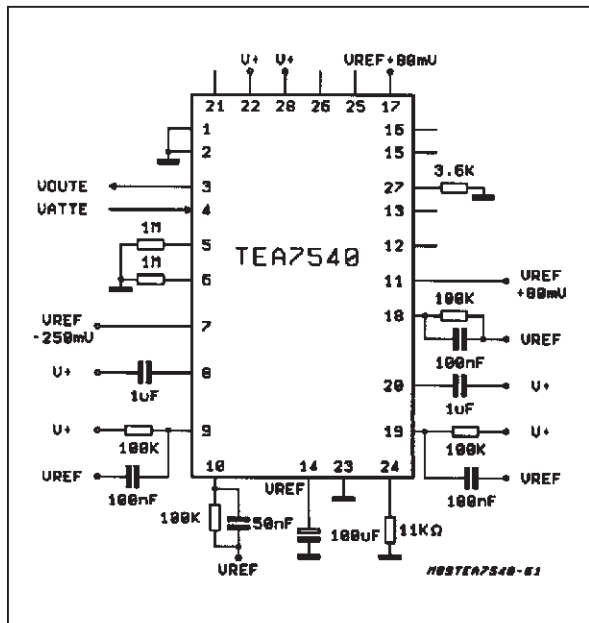 V+ V+ VREF+80mV
21 22 28 26 25 17
1 16
2 15
VOUTE 3 27 3.6K
VATTE 4 13
1M 5 12
1M 6 TEA7540 11 VREF +80mV
VREF -250mV 7 18 100K
100nF VREF
V+ 1uF 8 20 1uF V+
V+ 100K 9 19 100K V+
VREF 100nF 100nF VREF
10 14 23 24
VREF
100K 50nF 100uF 11KΩ
VREF
M88TEA7540-61